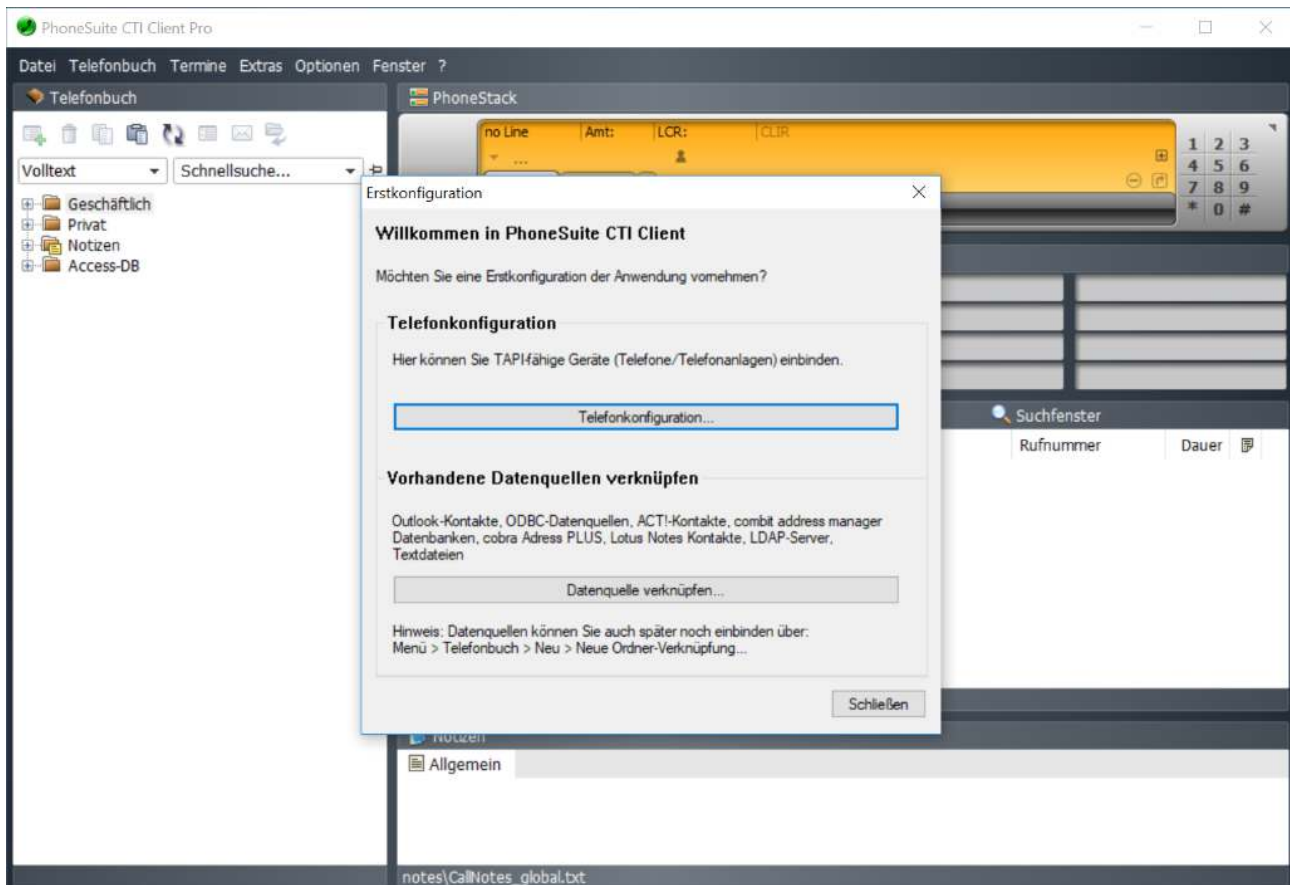 PhoneSuite CTI Client Pro
Datei Telefonbuch Termine Extras Optionen Fenster ?
Telefonbuch
PhoneStack
no Line Amt: LCR: CLIR
...
1 2 3
4 5 6
7 8 9
* 0 #
Volltext Schnellsuche...
Geschäftlich
Privat
Notizen
Access-DB
Erstkonfiguration
Willkommen in PhoneSuite CTI Client
Möchten Sie eine Erstkonfiguration der Anwendung vornehmen?
Telefonkonfiguration
Hier können Sie TAPI-fähige Geräte (Telefone/Telefonanlagen) einbinden.
Telefonkonfiguration...
Vorhandene Datenquellen verknüpfen
Outlook-Kontakte, ODBC-Datenquellen, ACT!-Kontakte, combit address manager
Datenbanken, cobra Adress PLUS, Lotus Notes Kontakte, LDAP-Server,
Textdateien
Datenquelle verknüpfen...
Hinweis: Datenquellen können Sie auch später noch einbinden über:
Menü > Telefonbuch > Neu > Neue Ordner-Verknüpfung...
Schließen
Suchfenster
Rufnummer Dauer
Notizen
Allgemein
notes\CallNotes_global.txt